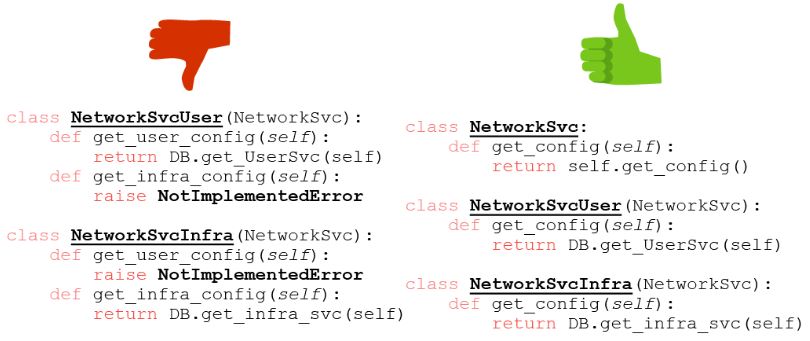 class NetworkSvcUser(NetworkSvc):
    def get_user_config(self):
        return DB.get_UserSvc(self)
    def get_infra_config(self):
        raise NotImplementedError
class NetworkSvcInfra(NetworkSvc):
    def get_user_config(self):
        raise NotImplementedError
    def get_infra_config(self):
        return DB.get_infra_svc(self)
class NetworkSvc:
    def get_config(self):
        return self.get_config()
class NetworkSvcUser(NetworkSvc):
    def get_config(self):
        return DB.get_UserSvc(self)
class NetworkSvcInfra(NetworkSvc):
    def get_config(self):
        return DB.get_infra_svc(self)